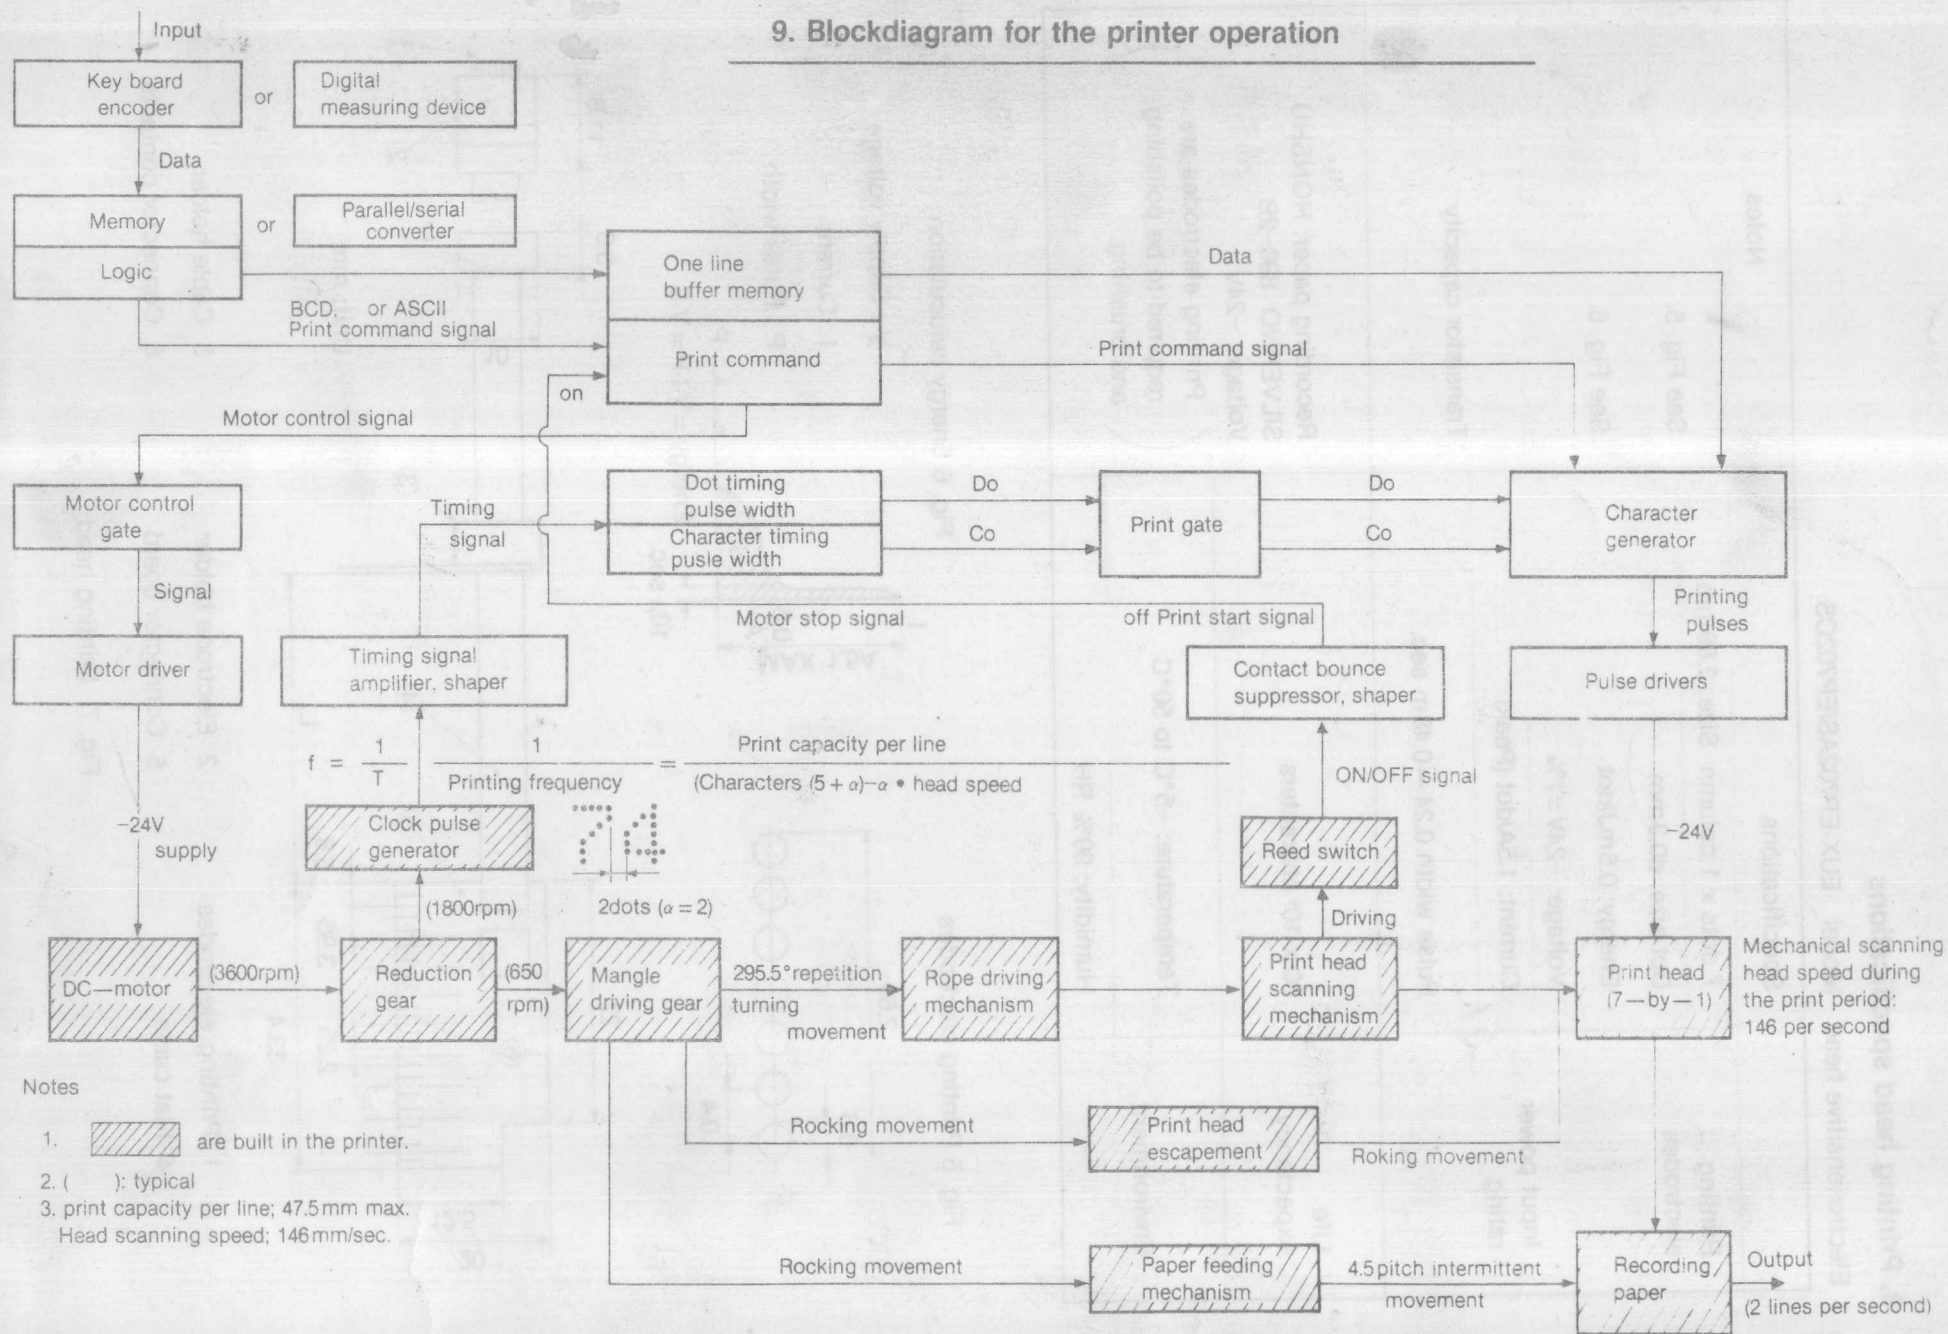 9. Blockdiagram for the printer operation
Input
Key board
encoder
or
Digital
measuring device
Data
Memory
or
Parallel/serial
converter
Logic
BCD. or ASCII
Print command signal
One line
buffer memory
Data
Print command
Print command signal
on
Motor control signal
Motor control
gate
Timing
signal
Dot timing
pulse width
Character timing
pusle width
Do
Co
Print gate
Do
Co
Character
generator
Signal
Motor stop signal
off Print start signal
Printing
pulses
Motor driver
Timing signal
amplifier, shaper
Contact bounce
suppressor, shaper
Pulse drivers
f = 1 / T 1 / Printing frequency = Print capacity per line / (Characters (5 + α) – α • head speed
ON/OFF signal
–24V
supply
Clock pulse
generator
74
Reed switch
–24V
(1800rpm)
2dots (α = 2)
Driving
DC—motor
(3600rpm)
Reduction
gear
(650
rpm)
Mangle
driving gear
295.5° repetition
turning
movement
Rope driving
mechanism
Print head
scanning
mechanism
Print head
(7—by—1)
Mechanical scanning
head speed during
the print period:
146 per second
Notes
1. are built in the printer.
2. ( ): typical
3. print capacity per line; 47.5mm max.
Head scanning speed; 146mm/sec.
Rocking movement
Print head
escapement
Roking movement
Rocking movement
Paper feeding
mechanism
4.5pitch intermittent
movement
Recording
paper
Output
(2 lines per second)